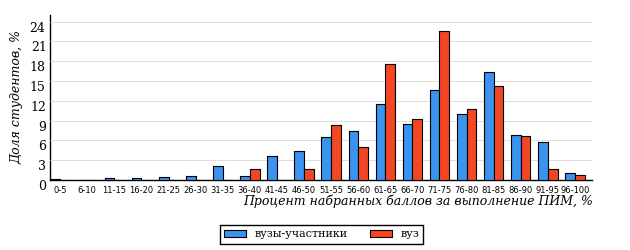 Доля студентов, %
24
21
18
15
12
9
6
3
0
0-5 6-10 11-15 16-20 21-25 26-30 31-35 36-40 41-45 46-50 51-55 56-60 61-65 66-70 71-75 76-80 81-85 86-90 91-95 96-100
Процент набранных баллов за выполнение ПИМ, %
вузы-участники вуз